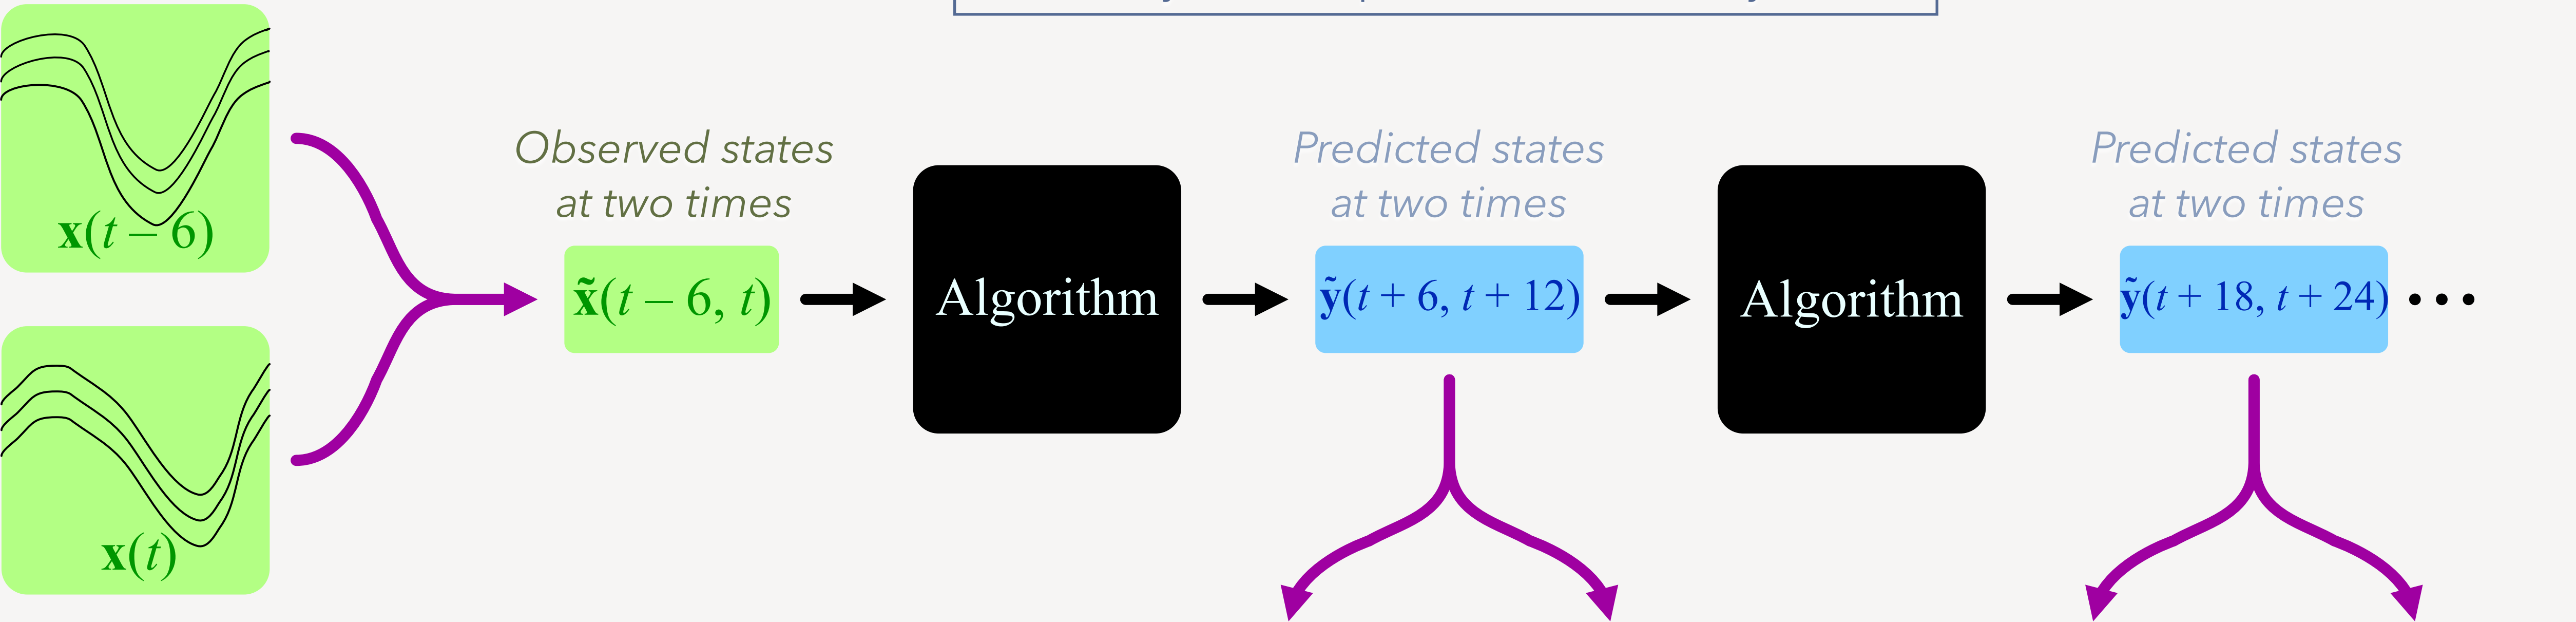 x(t – 6)
x(t)
Observed states
at two times
x̃(t – 6, t)
Algorithm
Predicted states
at two times
ỹ(t + 6, t + 12)
Algorithm
Predicted states
at two times
ỹ(t + 18, t + 24)
...